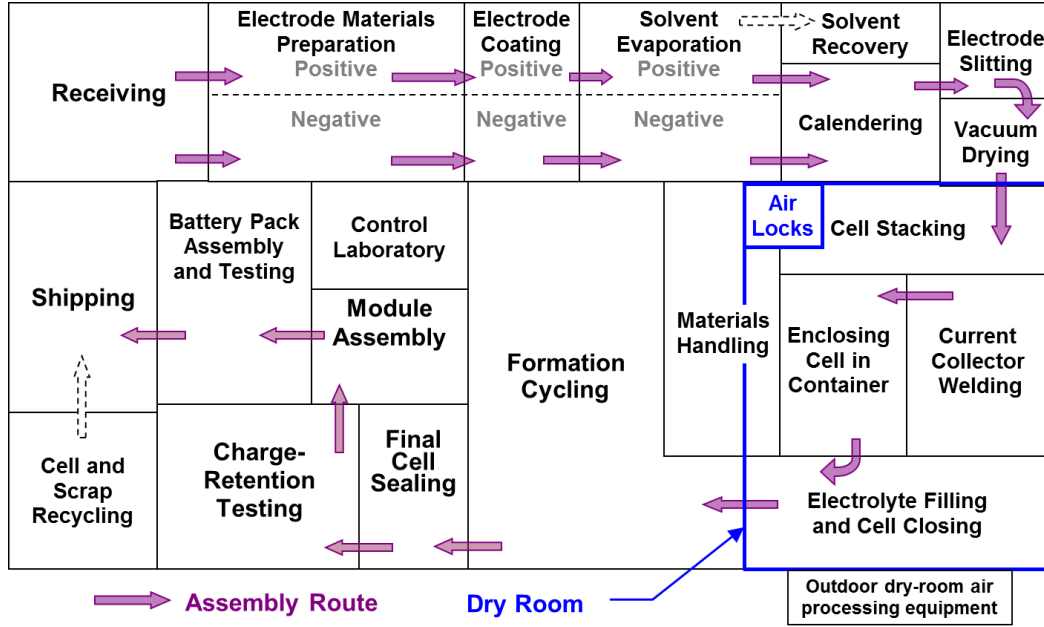 Receiving
Electrode Materials
Preparation
Positive
Negative
Electrode
Coating
Positive
Negative
Solvent
Evaporation
Positive
Negative
Solvent
Recovery
Calendering
Electrode
Slitting
Vacuum
Drying
Shipping
Battery Pack
Assembly
and Testing
Control
Laboratory
Module
Assembly
Formation
Cycling
Materials
Handling
Air
Locks
Cell Stacking
Enclosing
Cell in
Container
Current
Collector
Welding
Cell and
Scrap
Recycling
Charge-
Retention
Testing
Final
Cell
Sealing
Electrolyte Filling
and Cell Closing
Assembly Route
Dry Room
Outdoor dry-room air
processing equipment